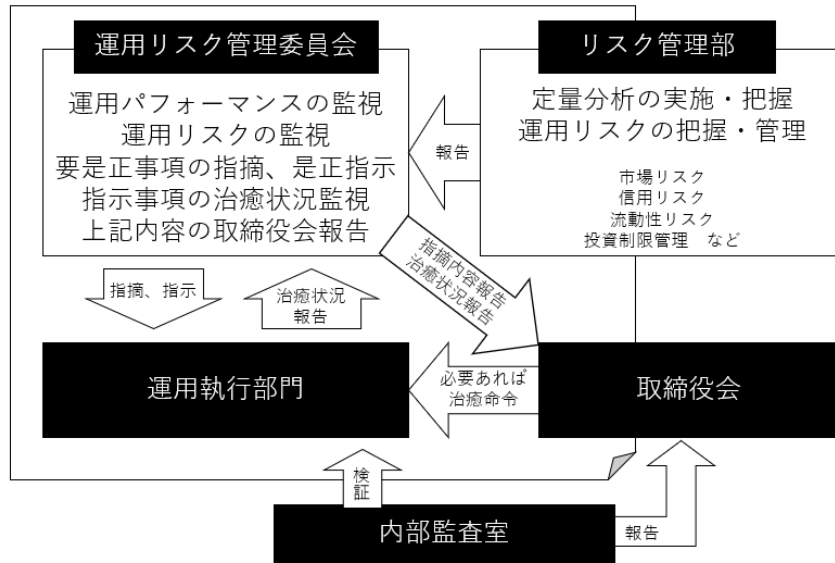 運用リスク管理委員会
運用パフォーマンスの監視
運用リスクの監視
要是正事項の指摘、是正指示
指示事項の治癒状況監視
上記内容の取締役会報告
リスク管理部
定量分析の実施・把握
運用リスクの把握・管理
市場リスク
信用リスク
流動性リスク
投資制限管理　など
報告
指摘内容報告
治癒状況報告
指摘、指示
治癒状況
報告
運用執行部門
必要あれば
治癒命令
取締役会
検証
内部監査室
報告